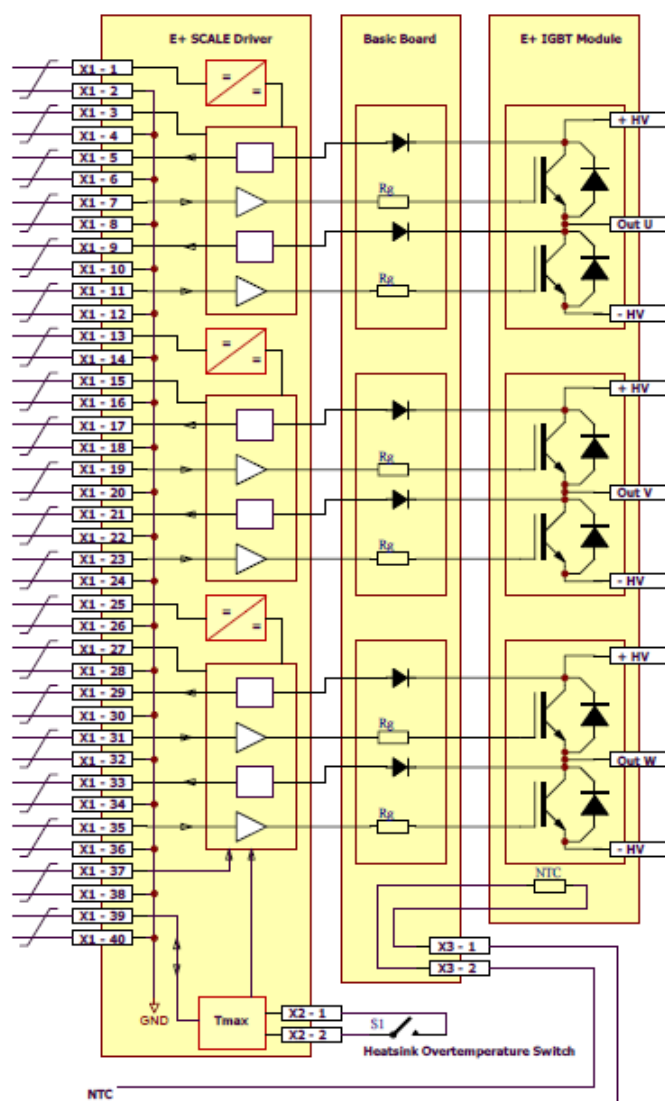 E+ SCALE Driver
Basic Board
E+ IGBT Module
X1 - 1
X1 - 2
X1 - 3
X1 - 4
X1 - 5
X1 - 6
X1 - 7
X1 - 8
X1 - 9
X1 - 10
X1 - 11
X1 - 12
= =
Rg
Rg
+ HV
Out U
- HV
X1 - 13
X1 - 14
X1 - 15
X1 - 16
X1 - 17
X1 - 18
X1 - 19
X1 - 20
X1 - 21
X1 - 22
X1 - 23
X1 - 24
= =
Rg
Rg
+ HV
Out V
- HV
X1 - 25
X1 - 26
X1 - 27
X1 - 28
X1 - 29
X1 - 30
X1 - 31
X1 - 32
X1 - 33
X1 - 34
X1 - 35
X1 - 36
X1 - 37
X1 - 38
X1 - 39
X1 - 40
= =
Rg
Rg
+ HV
Out W
- HV
NTC
X3 - 1
X3 - 2
GND
Tmax
X2 - 1
X2 - 2
S1
Heatsink Overtemperature Switch
NTC